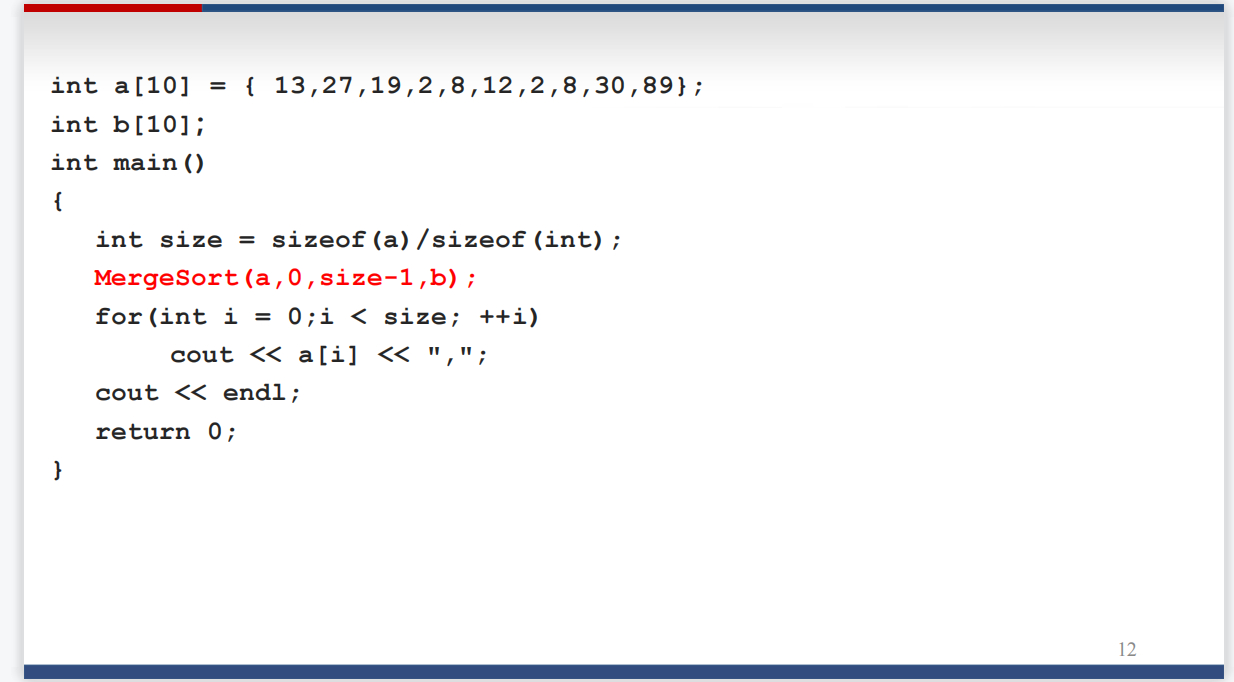 int a[10] = { 13,27,19,2,8,12,2,8,30,89};
int b[10];
int main()
{
int size = sizeof(a)/sizeof(int);
MergeSort(a,0,size-1,b);
for(int i = 0;i < size; ++i)
cout << a[i] << ",";
cout << endl;
return 0;
}
12